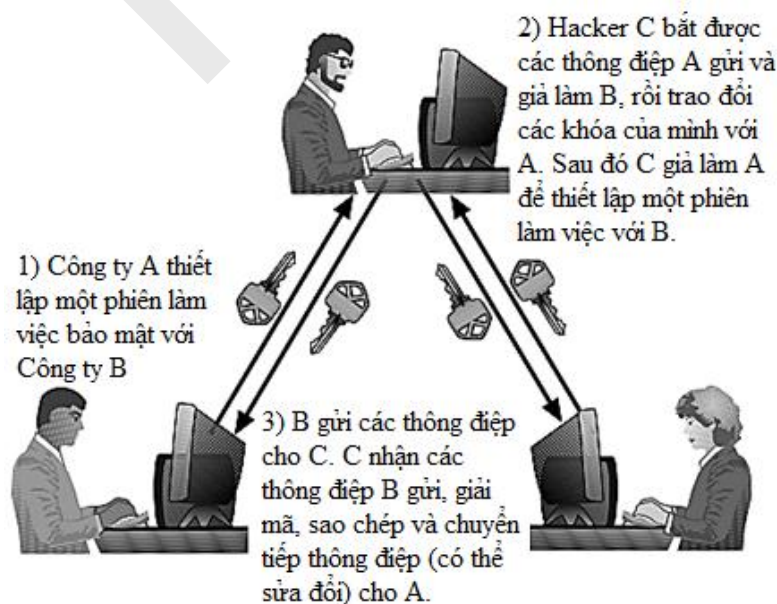 1) Công ty A thiết
lập một phiên làm
việc bảo mật với
Công ty B
2) Hacker C bắt được
các thông điệp A gửi và
giả làm B, rồi trao đổi
các khóa của mình với
A. Sau đó C giả làm A
để thiết lập một phiên
làm việc với B.
3) B gửi các thông điệp
cho C. C nhận các
thông điệp B gửi, giải
mã, sao chép và chuyển
tiếp thông điệp (có thể
sửa đổi) cho A.